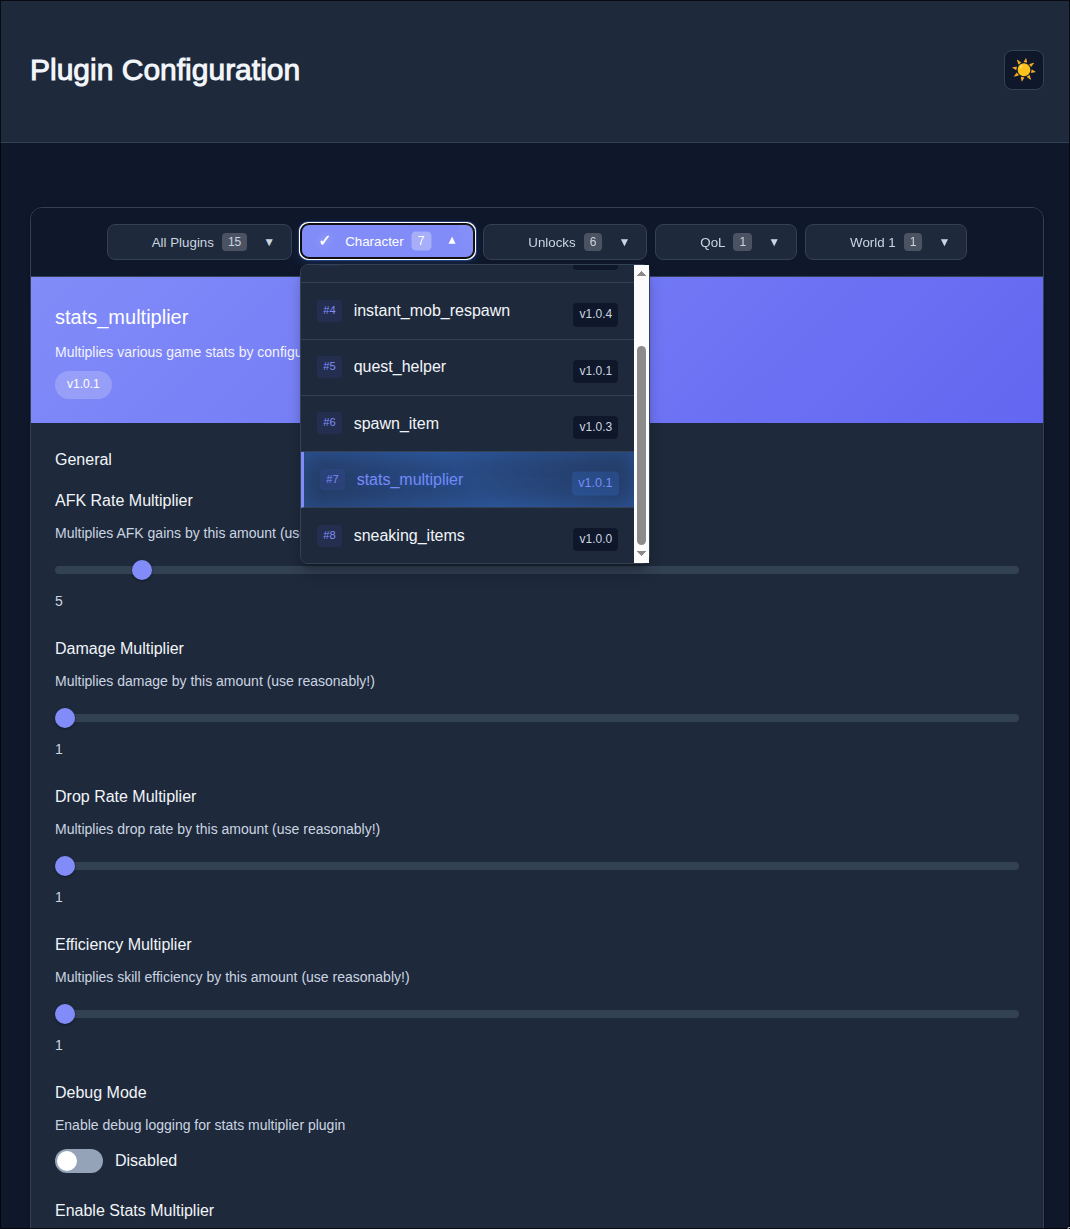 Plugin Configuration
All Plugins 15 ▼
✓ Character 7 ▲
Unlocks 6 ▼
QoL 1 ▼
World 1 1 ▼
stats_multiplier
Multiplies various game stats by configu
v1.0.1
#4 instant_mob_respawn v1.0.4
#5 quest_helper v1.0.1
#6 spawn_item v1.0.3
#7 stats_multiplier v1.0.1
#8 sneaking_items v1.0.0
General
AFK Rate Multiplier
Multiplies AFK gains by this amount (us
5
Damage Multiplier
Multiplies damage by this amount (use reasonably!)
1
Drop Rate Multiplier
Multiplies drop rate by this amount (use reasonably!)
1
Efficiency Multiplier
Multiplies skill efficiency by this amount (use reasonably!)
1
Debug Mode
Enable debug logging for stats multiplier plugin
Disabled
Enable Stats Multiplier